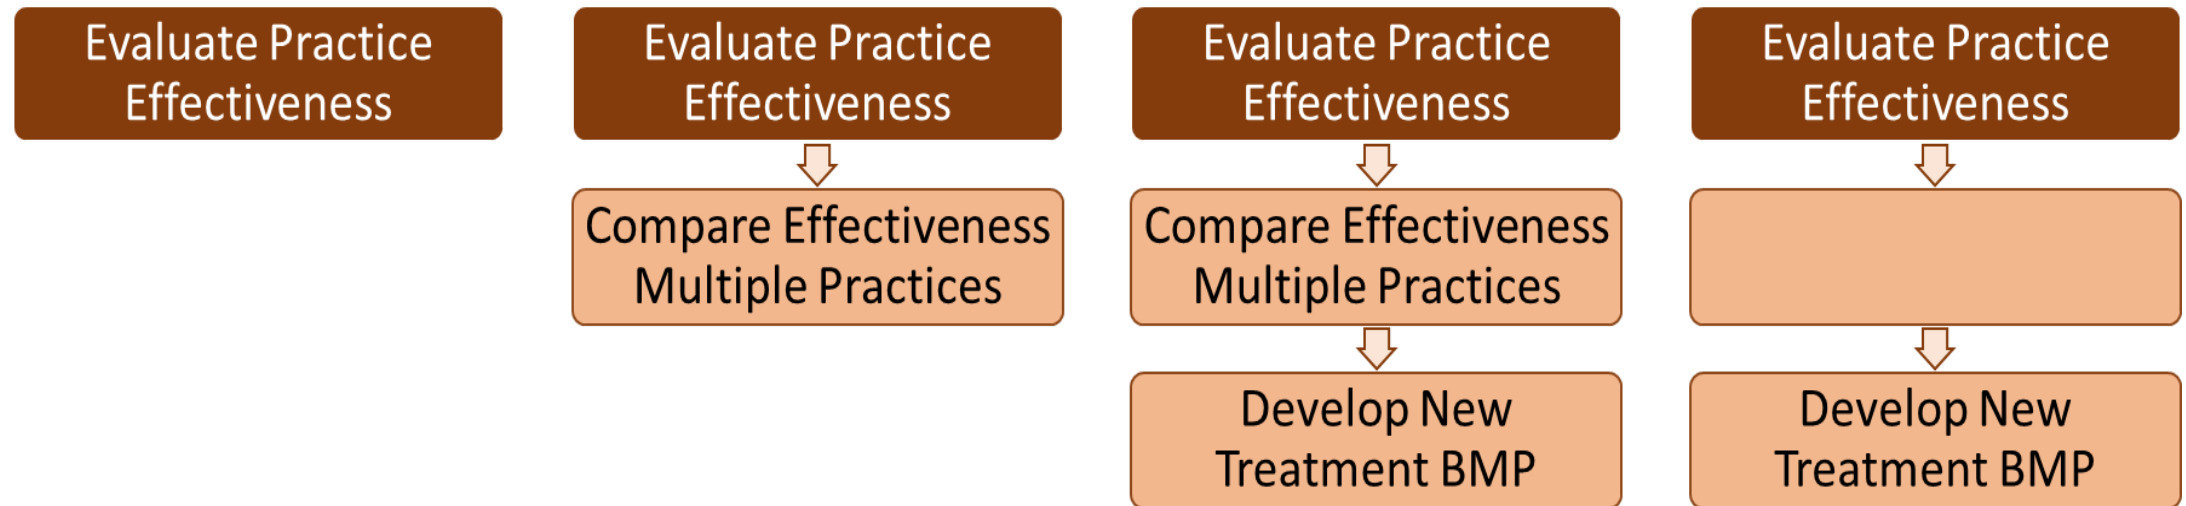 Evaluate Practice
Effectiveness
Evaluate Practice
Effectiveness
Compare Effectiveness
Multiple Practices
Evaluate Practice
Effectiveness
Compare Effectiveness
Multiple Practices
Develop New
Treatment BMP
Evaluate Practice
Effectiveness
Develop New
Treatment BMP